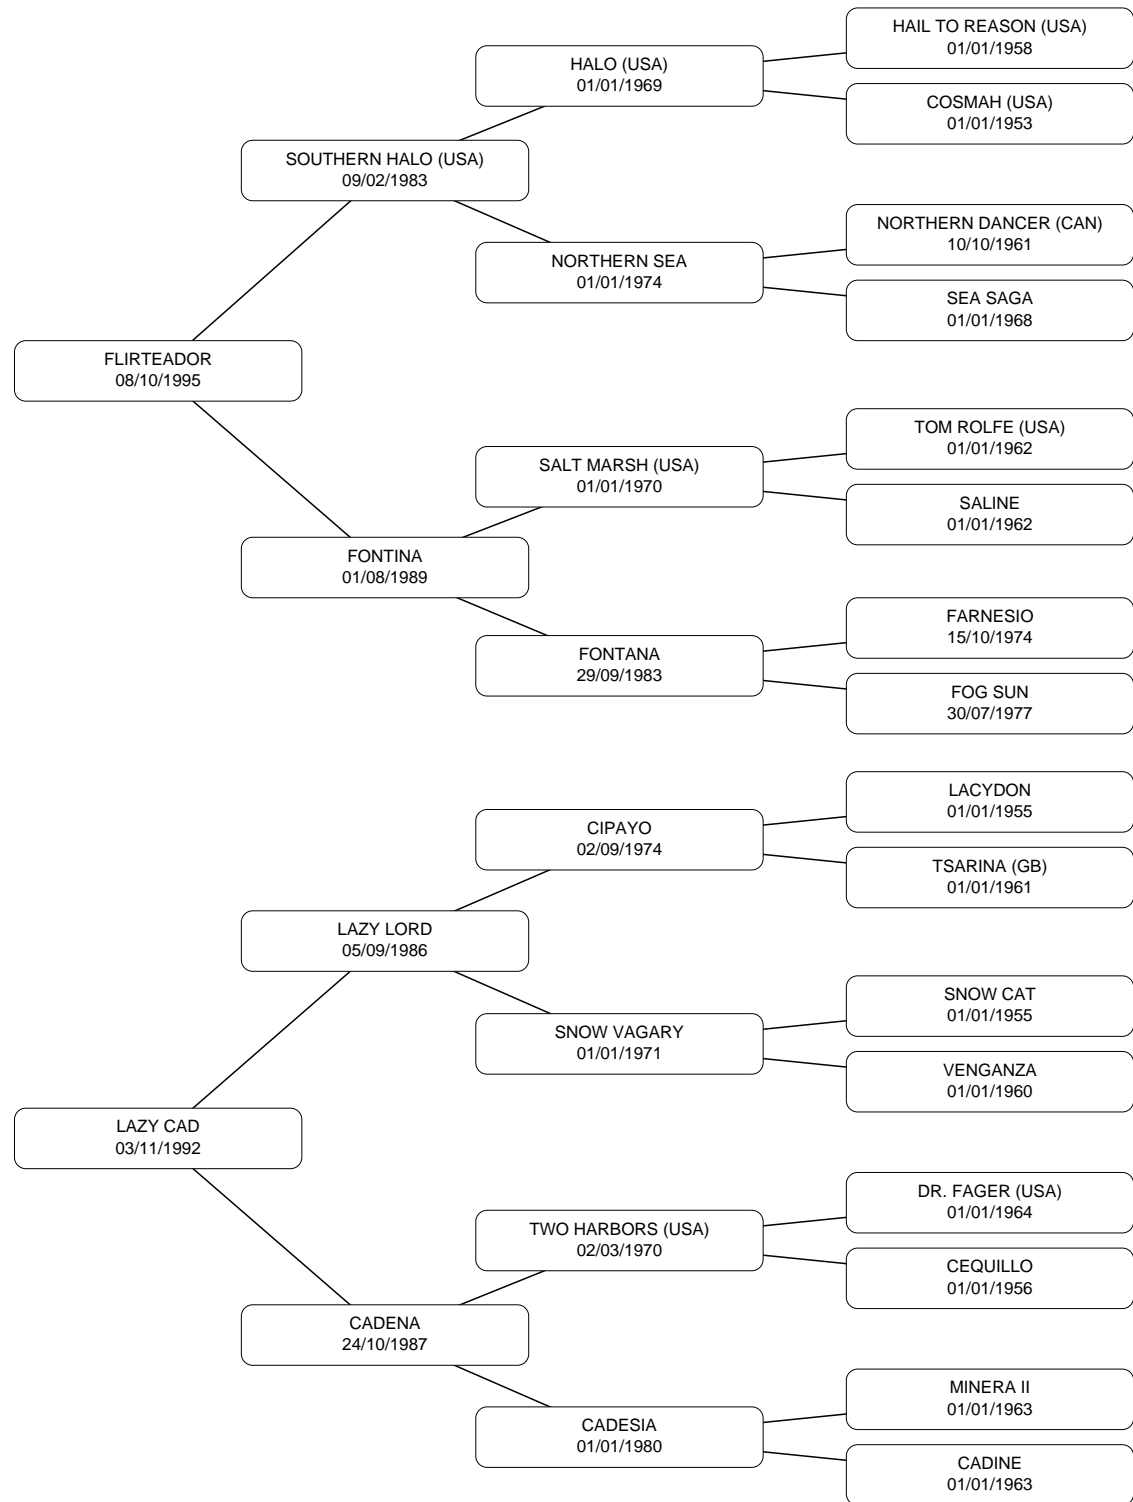 HAIL TO REASON (USA)
01/01/1958
HALO (USA)
01/01/1969
COSMAH (USA)
01/01/1953
SOUTHERN HALO (USA)
09/02/1983
NORTHERN DANCER (CAN)
10/10/1961
NORTHERN SEA
01/01/1974
SEA SAGA
01/01/1968
FLIRTEADOR
08/10/1995
TOM ROLFE (USA)
01/01/1962
SALT MARSH (USA)
01/01/1970
SALINE
01/01/1962
FONTINA
01/08/1989
FARNESIO
15/10/1974
FONTANA
29/09/1983
FOG SUN
30/07/1977
LACYDON
01/01/1955
CIPAYO
02/09/1974
TSARINA (GB)
01/01/1961
LAZY LORD
05/09/1986
SNOW CAT
01/01/1955
SNOW VAGARY
01/01/1971
VENGANZA
01/01/1960
LAZY CAD
03/11/1992
DR. FAGER (USA)
01/01/1964
TWO HARBORS (USA)
02/03/1970
CEQUILLO
01/01/1956
CADENA
24/10/1987
MINERA II
01/01/1963
CADESIA
01/01/1980
CADINE
01/01/1963